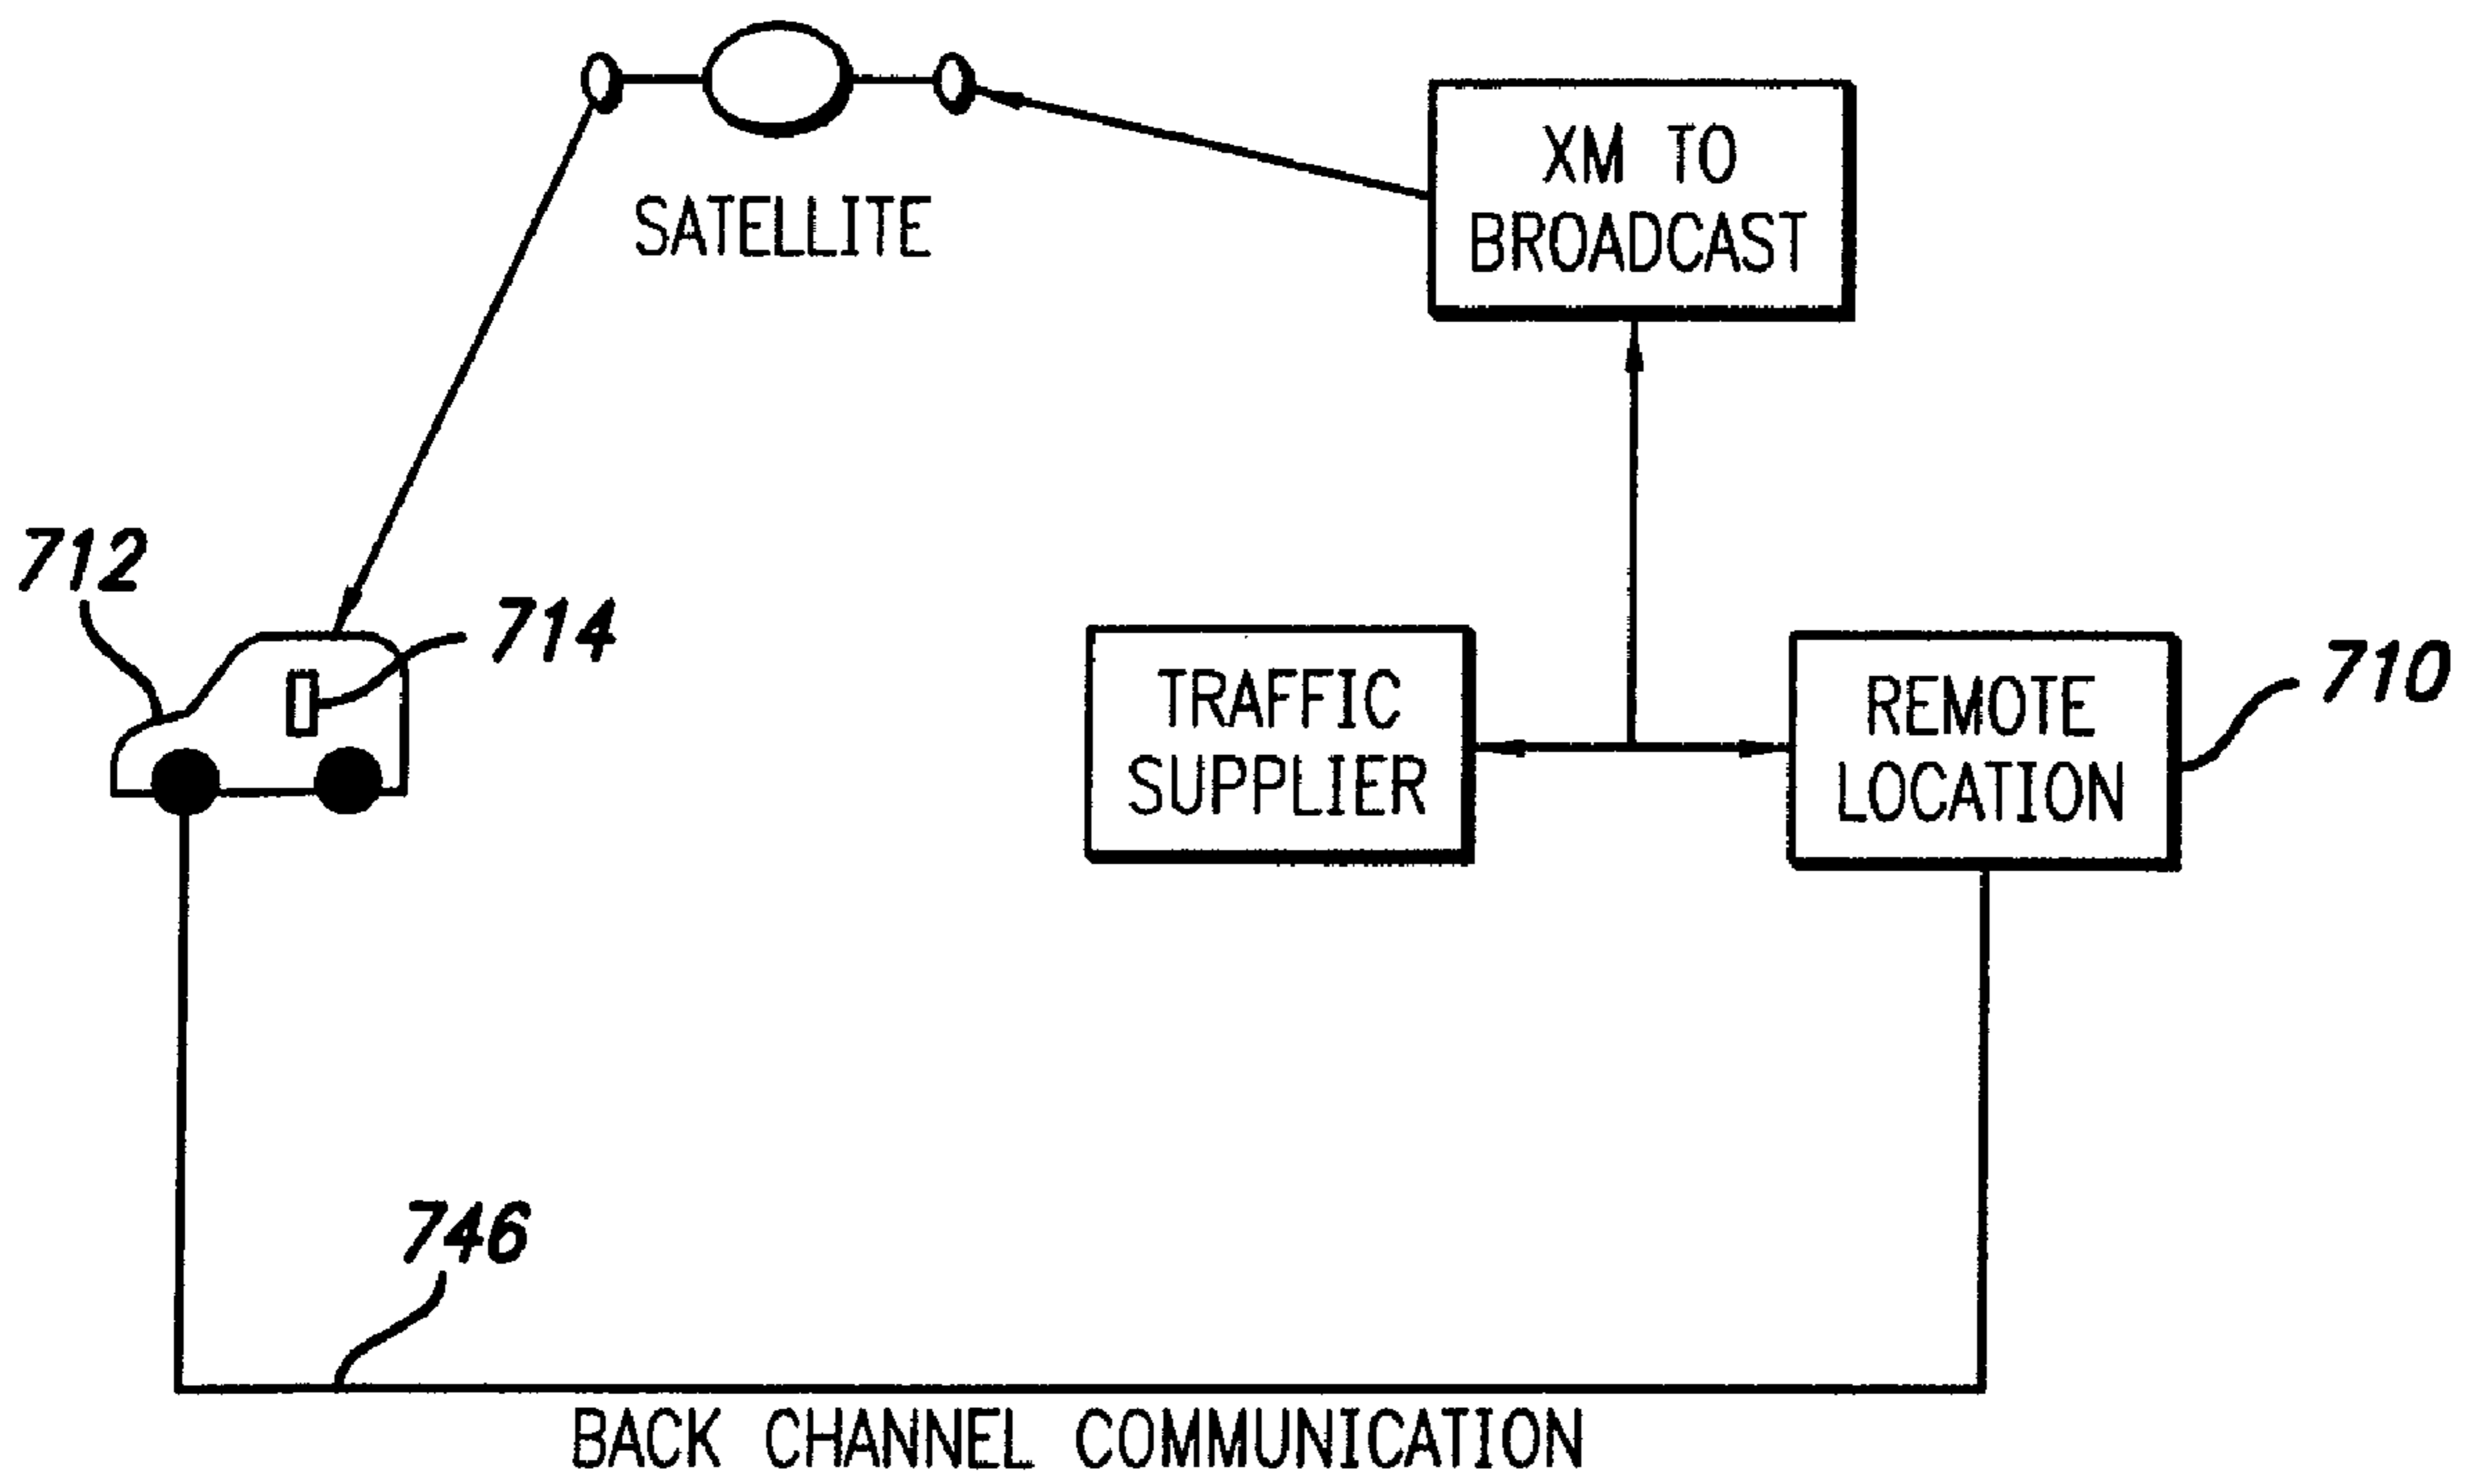 XM TO
BROADCAST
SATELLITE
712
714
TRAFFIC
SUPPLIER
REMOTE
LOCATION
710
746
BACK CHANNEL COMMUNICATION